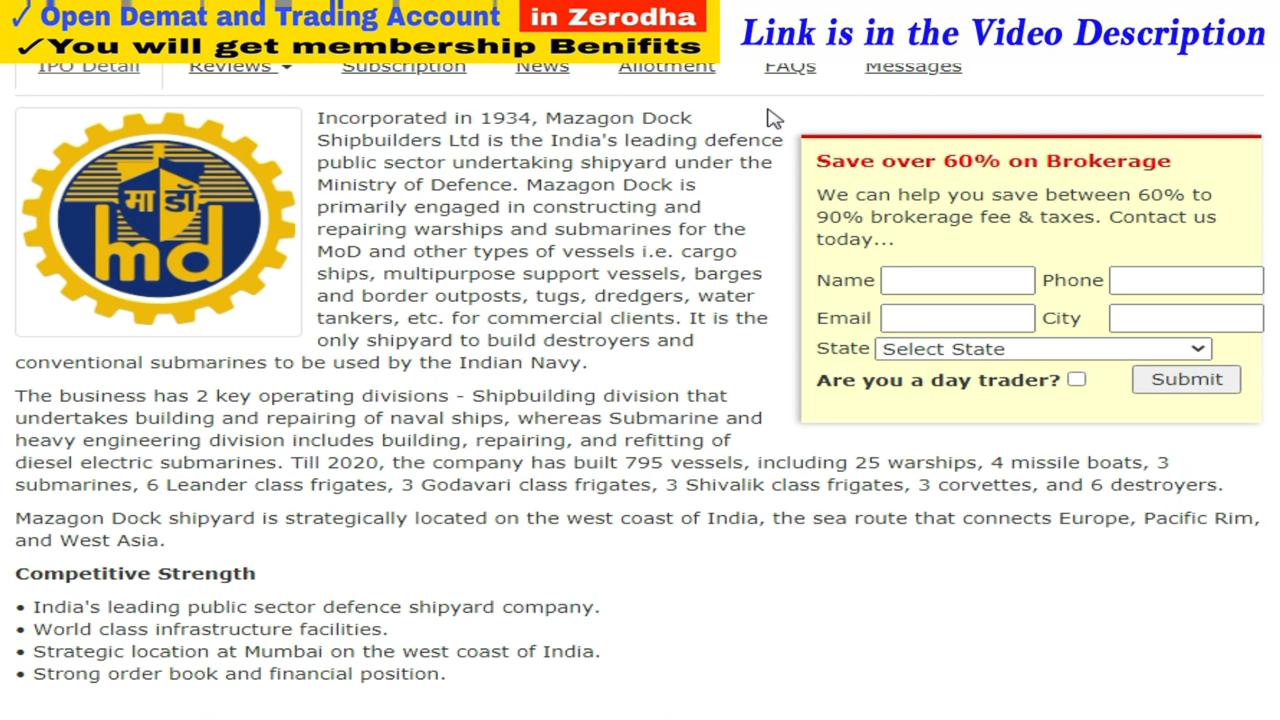 ✓ Open Demat and Trading Account in Zerodha
✓You will get membership Benifits
Link is in the Video Description
IPO Detail Reviews Subscription News Allotment FAQs Messages
मा डॉ
md
Incorporated in 1934, Mazagon Dock
Shipbuilders Ltd is the India's leading defence
public sector undertaking shipyard under the
Ministry of Defence. Mazagon Dock is
primarily engaged in constructing and
repairing warships and submarines for the
MoD and other types of vessels i.e. cargo
ships, multipurpose support vessels, barges
and border outposts, tugs, dredgers, water
tankers, etc. for commercial clients. It is the
only shipyard to build destroyers and
conventional submarines to be used by the Indian Navy.
Save over 60% on Brokerage
We can help you save between 60% to
90% brokerage fee & taxes. Contact us
today...
Name Phone
Email City
State Select State
Are you a day trader? Submit
The business has 2 key operating divisions - Shipbuilding division that
undertakes building and repairing of naval ships, whereas Submarine and
heavy engineering division includes building, repairing, and refitting of
diesel electric submarines. Till 2020, the company has built 795 vessels, including 25 warships, 4 missile boats, 3
submarines, 6 Leander class frigates, 3 Godavari class frigates, 3 Shivalik class frigates, 3 corvettes, and 6 destroyers.
Mazagon Dock shipyard is strategically located on the west coast of India, the sea route that connects Europe, Pacific Rim,
and West Asia.
Competitive Strength
• India's leading public sector defence shipyard company.
• World class infrastructure facilities.
• Strategic location at Mumbai on the west coast of India.
• Strong order book and financial position.